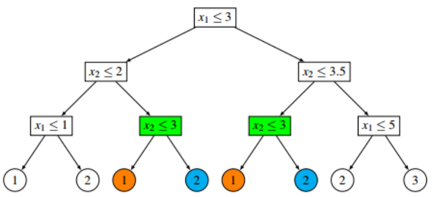 x₁ ≤ 3
x₂ ≤ 2 x₂ ≤ 3.5
x₁ ≤ 1 x₂ ≤ 3 x₂ ≤ 3 x₁ ≤ 5
1 2 1 2 1 2 2 3